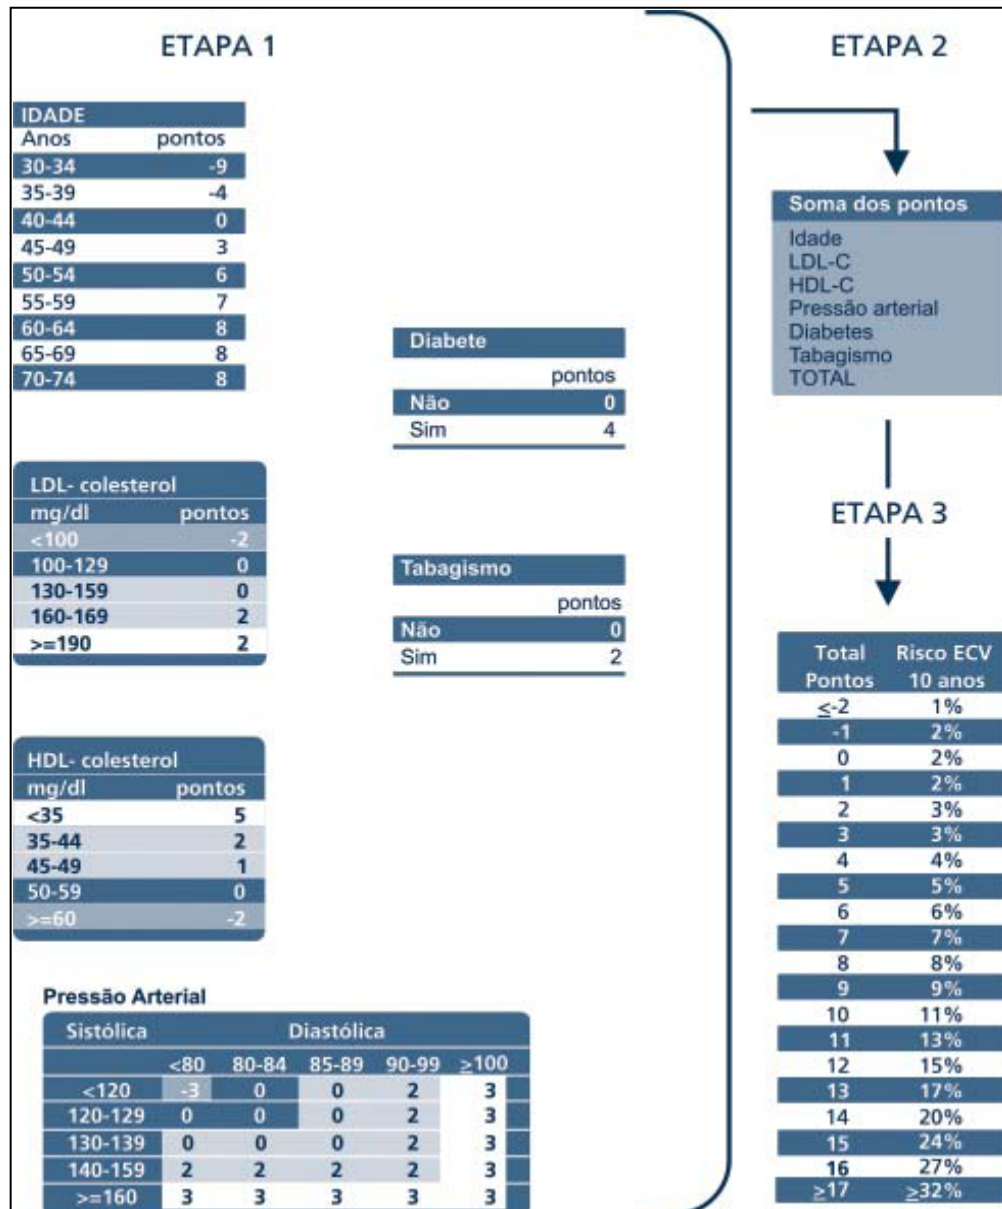 ETAPA 1
IDADE
Anos pontos
30-34 -9
35-39 -4
40-44 0
45-49 3
50-54 6
55-59 7
60-64 8
65-69 8
70-74 8
LDL- colesterol
mg/dl pontos
<100 -2
100-129 0
130-159 0
160-169 2
>=190 2
HDL- colesterol
mg/dl pontos
<35 5
35-44 2
45-49 1
50-59 0
>=60 -2
Diabete
pontos
Não 0
Sim 4
Tabagismo
pontos
Não 0
Sim 2
Pressão Arterial
Sistólica Diastólica
<80 80-84 85-89 90-99 ≥100
<120 -3 0 0 2 3
120-129 0 0 0 2 3
130-139 0 0 0 2 3
140-159 2 2 2 2 3
>=160 3 3 3 3 3
ETAPA 2
Soma dos pontos
Idade
LDL-C
HDL-C
Pressão arterial
Diabetes
Tabagismo
TOTAL
ETAPA 3
Total Risco ECV
Pontos 10 anos
≤-2 1%
-1 2%
0 2%
1 2%
2 3%
3 3%
4 4%
5 5%
6 6%
7 7%
8 8%
9 9%
10 11%
11 13%
12 15%
13 17%
14 20%
15 24%
16 27%
≥17 ≥32%